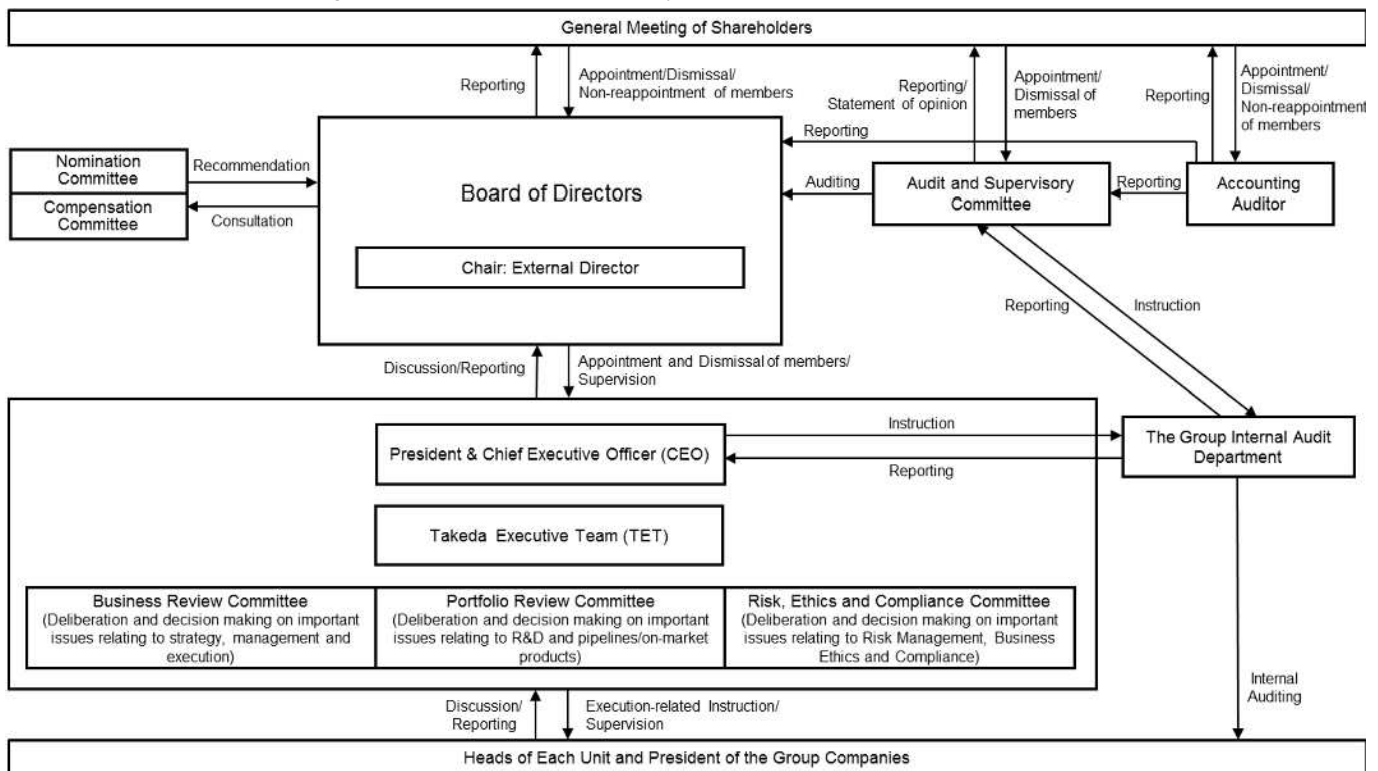 General Meeting of Shareholders
Reporting
Appointment/Dismissal/
Non-reappointment of members
Reporting/
Statement of opinion
Appointment/
Dismissal of
members
Reporting
Appointment/
Dismissal/
Non-reappointment
of members
Nomination
Committee
Compensation
Committee
Recommendation
Consultation
Board of Directors
Chair: External Director
Reporting
Auditing
Audit and Supervisory
Committee
Reporting
Accounting
Auditor
Reporting
Instruction
Discussion/Reporting
Appointment and Dismissal of members/
Supervision
President & Chief Executive Officer (CEO)
Instruction
Reporting
The Group Internal Audit
Department
Takeda Executive Team (TET)
Business Review Committee
(Deliberation and decision making on important
issues relating to strategy, management and
execution)
Portfolio Review Committee
(Deliberation and decision making on important
issues relating to R&D and pipelines/on-market
products)
Risk, Ethics and Compliance Committee
(Deliberation and decision making on important
issues relating to Risk Management, Business
Ethics and Compliance)
Discussion/
Reporting
Execution-related Instruction/
Supervision
Internal
Auditing
Heads of Each Unit and President of the Group Companies